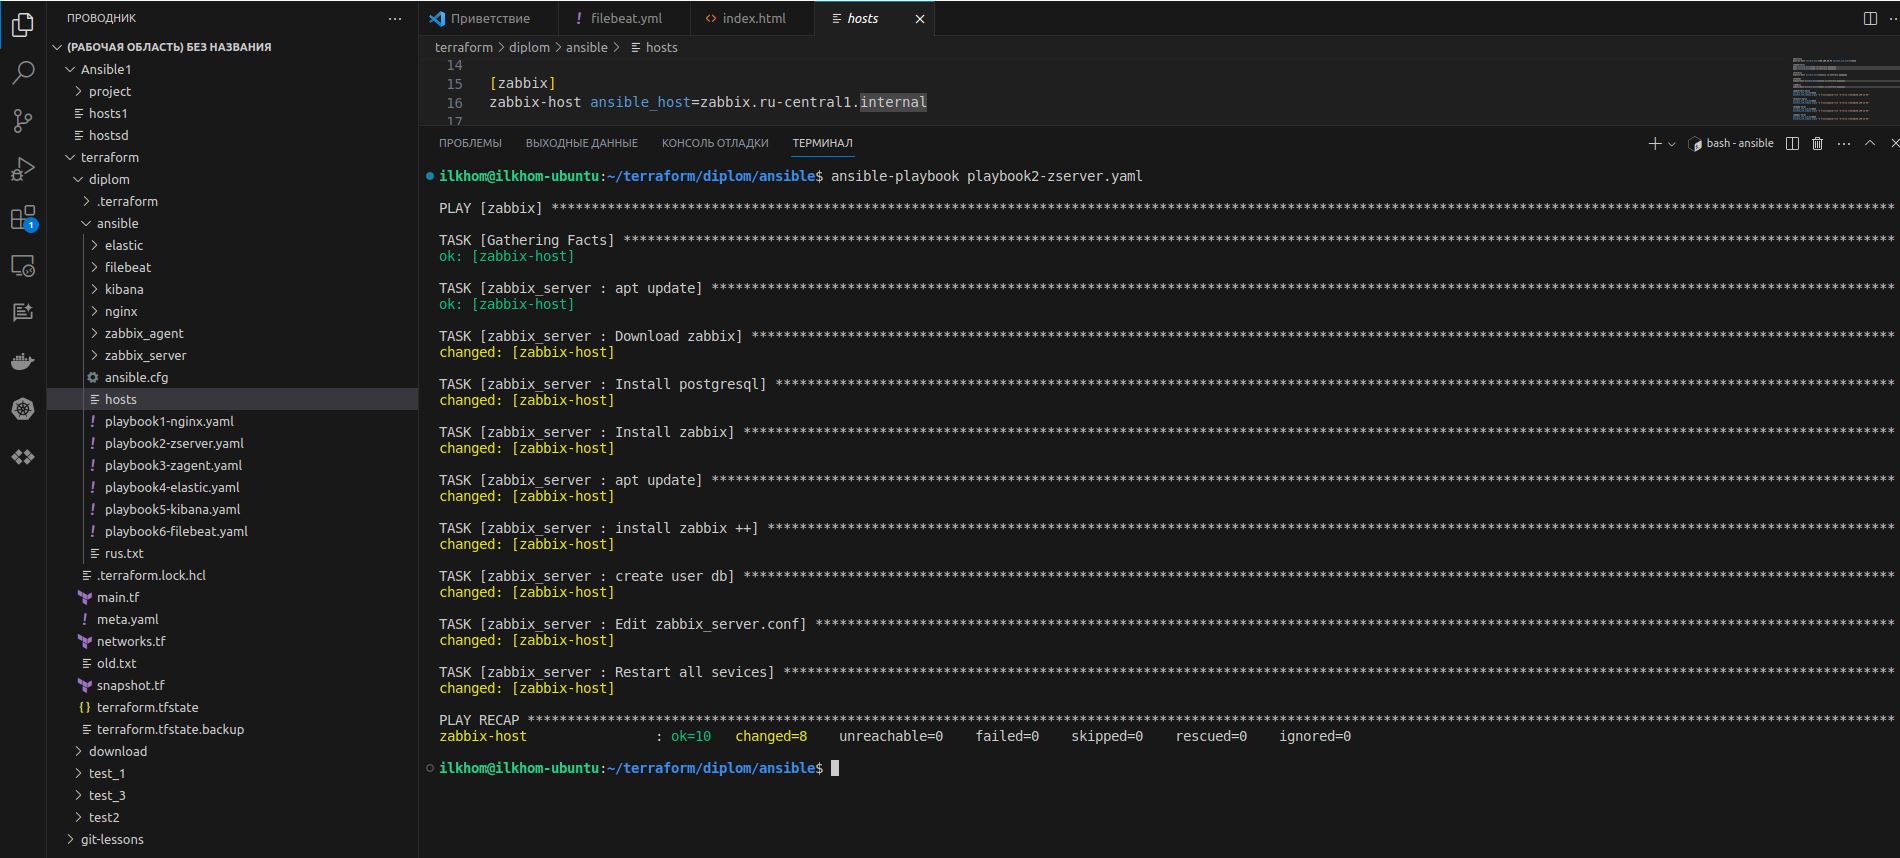 ПРОВОДНИК
(РАБОЧАЯ ОБЛАСТЬ) БЕЗ НАЗВАНИЯ
Ansible1
project
hosts1
hostsd
terraform
diplom
.terraform
ansible
elastic
filebeat
kibana
nginx
zabbix_agent
zabbix_server
ansible.cfg
hosts
playbook1-nginx.yaml
playbook2-zserver.yaml
playbook3-zagent.yaml
playbook4-elastic.yaml
playbook5-kibana.yaml
playbook6-filebeat.yaml
rus.txt
.terraform.lock.hcl
main.tf
meta.yaml
networks.tf
old.txt
snapshot.tf
terraform.tfstate
terraform.tfstate.backup
download
test_1
test_3
test2
git-lessons
1
Приветствие filebeat.yml index.html hosts
terraform > diplom > ansible > hosts
14
15 [zabbix]
16 zabbix-host ansible_host=zabbix.ru-central1.internal
17
ПРОБЛЕМЫ ВЫХОДНЫЕ ДАННЫЕ КОНСОЛЬ ОТЛАДКИ ТЕРМИНАЛ bash - ansible
ilkhom@ilkhom-ubuntu:~/terraform/diplom/ansible$ ansible-playbook playbook2-zserver.yaml
PLAY [zabbix] ****
TASK [Gathering Facts] ****
ok: [zabbix-host]
TASK [zabbix_server : apt update] ****
ok: [zabbix-host]
TASK [zabbix_server : Download zabbix] ****
changed: [zabbix-host]
TASK [zabbix_server : Install postgresql] ****
changed: [zabbix-host]
TASK [zabbix_server : Install zabbix] ****
changed: [zabbix-host]
TASK [zabbix_server : apt update] ****
changed: [zabbix-host]
TASK [zabbix_server : install zabbix ++] ****
changed: [zabbix-host]
TASK [zabbix_server : create user db] ****
changed: [zabbix-host]
TASK [zabbix_server : Edit zabbix_server.conf] ****
changed: [zabbix-host]
TASK [zabbix_server : Restart all sevices] ****
changed: [zabbix-host]
PLAY RECAP ****
zabbix-host : ok=10 changed=8 unreachable=0 failed=0 skipped=0 rescued=0 ignored=0
ilkhom@ilkhom-ubuntu:~/terraform/diplom/ansible$